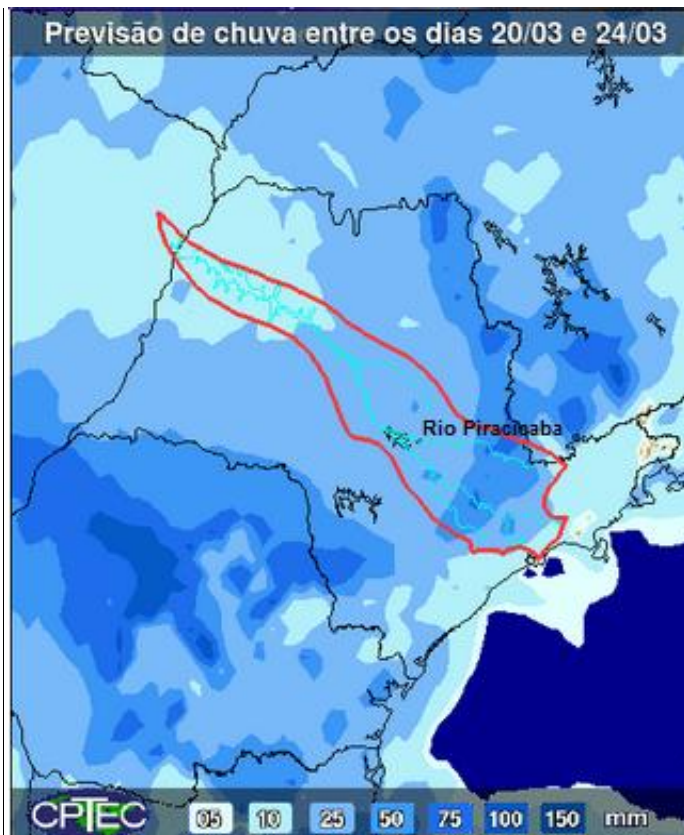 Previsão de chuva entre os dias 20/03 e 24/03
Rio Piracicaba
CPTEC 05 10 25 50 75 100 150 mm